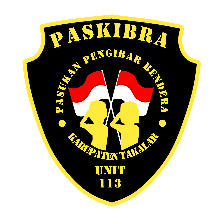 PASKIBRA
PASUKAN PENGIBAR BENDERA
KABUPATEN TAKALAR
UNIT
113